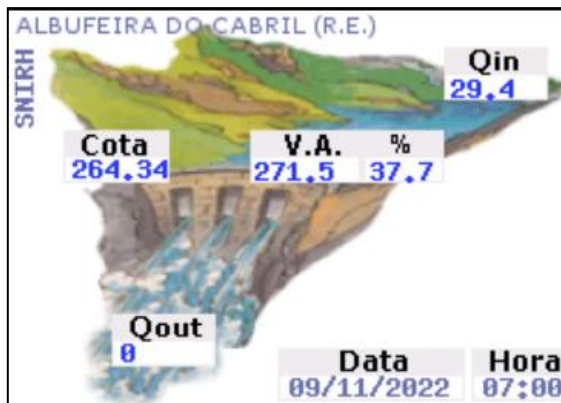 ALBUFEIRA DO CABRIL (R.E.)
SNIRH
Qin
29.4
Cota
264.34
V.A. %
271.5 37.7
Qout
0
Data Hora
09/11/2022 07:00